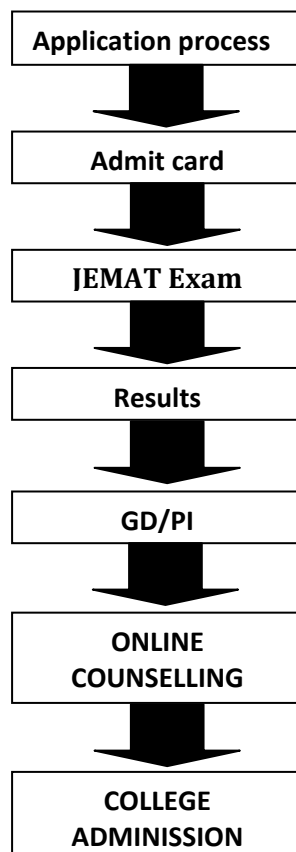 Application process
Admit card
JEMAT Exam
Results
GD/PI
ONLINE
COUNSELLING
COLLEGE
ADMINISSION